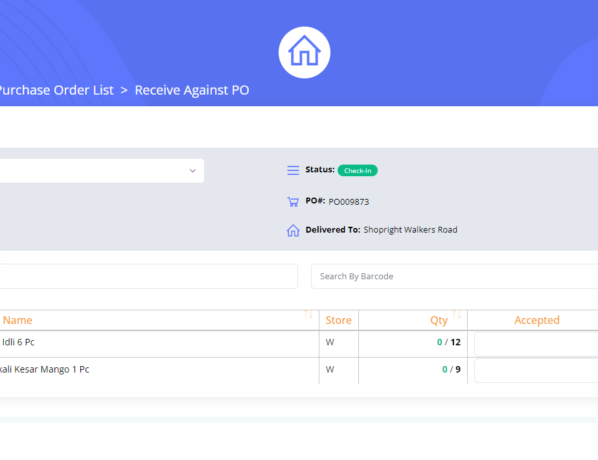 Purchase Order List > Receive Against PO
Status: Check-In
PO#: PO009873
Delivered To: Shopright Walkers Road
Search By Barcode
Name Store Qty Accepted
Idli 6 Pc W 0 / 12
Kesar Mango 1 Pc W 0 / 9